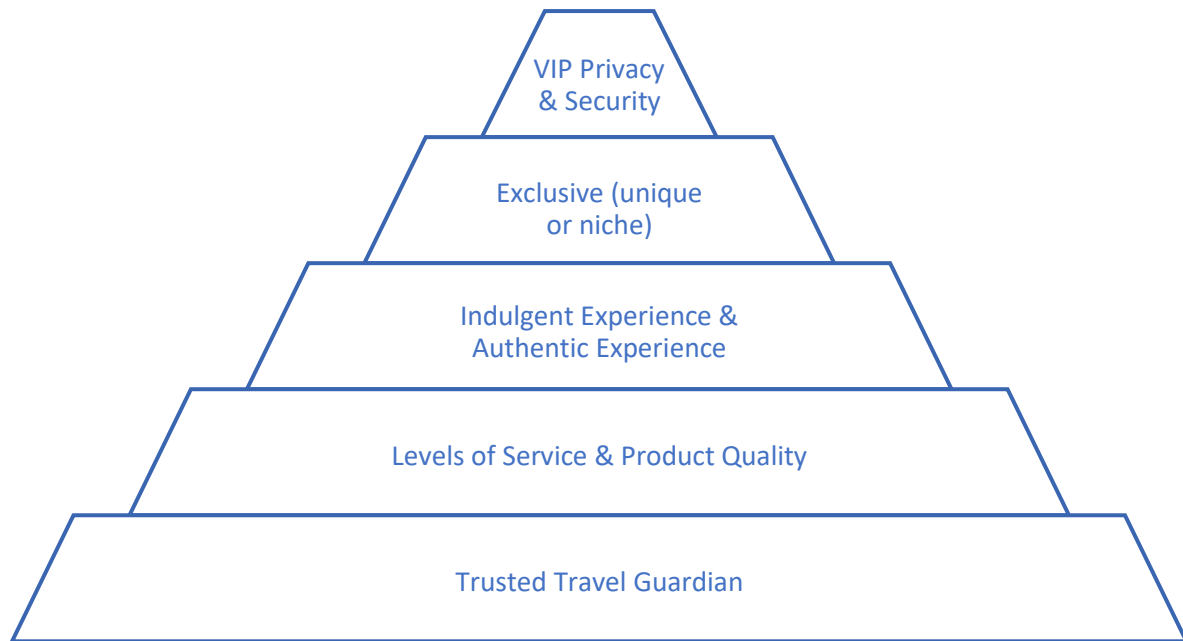 VIP Privacy
& Security
Exclusive (unique
or niche)
Indulgent Experience &
Authentic Experience
Levels of Service & Product Quality
Trusted Travel Guardian